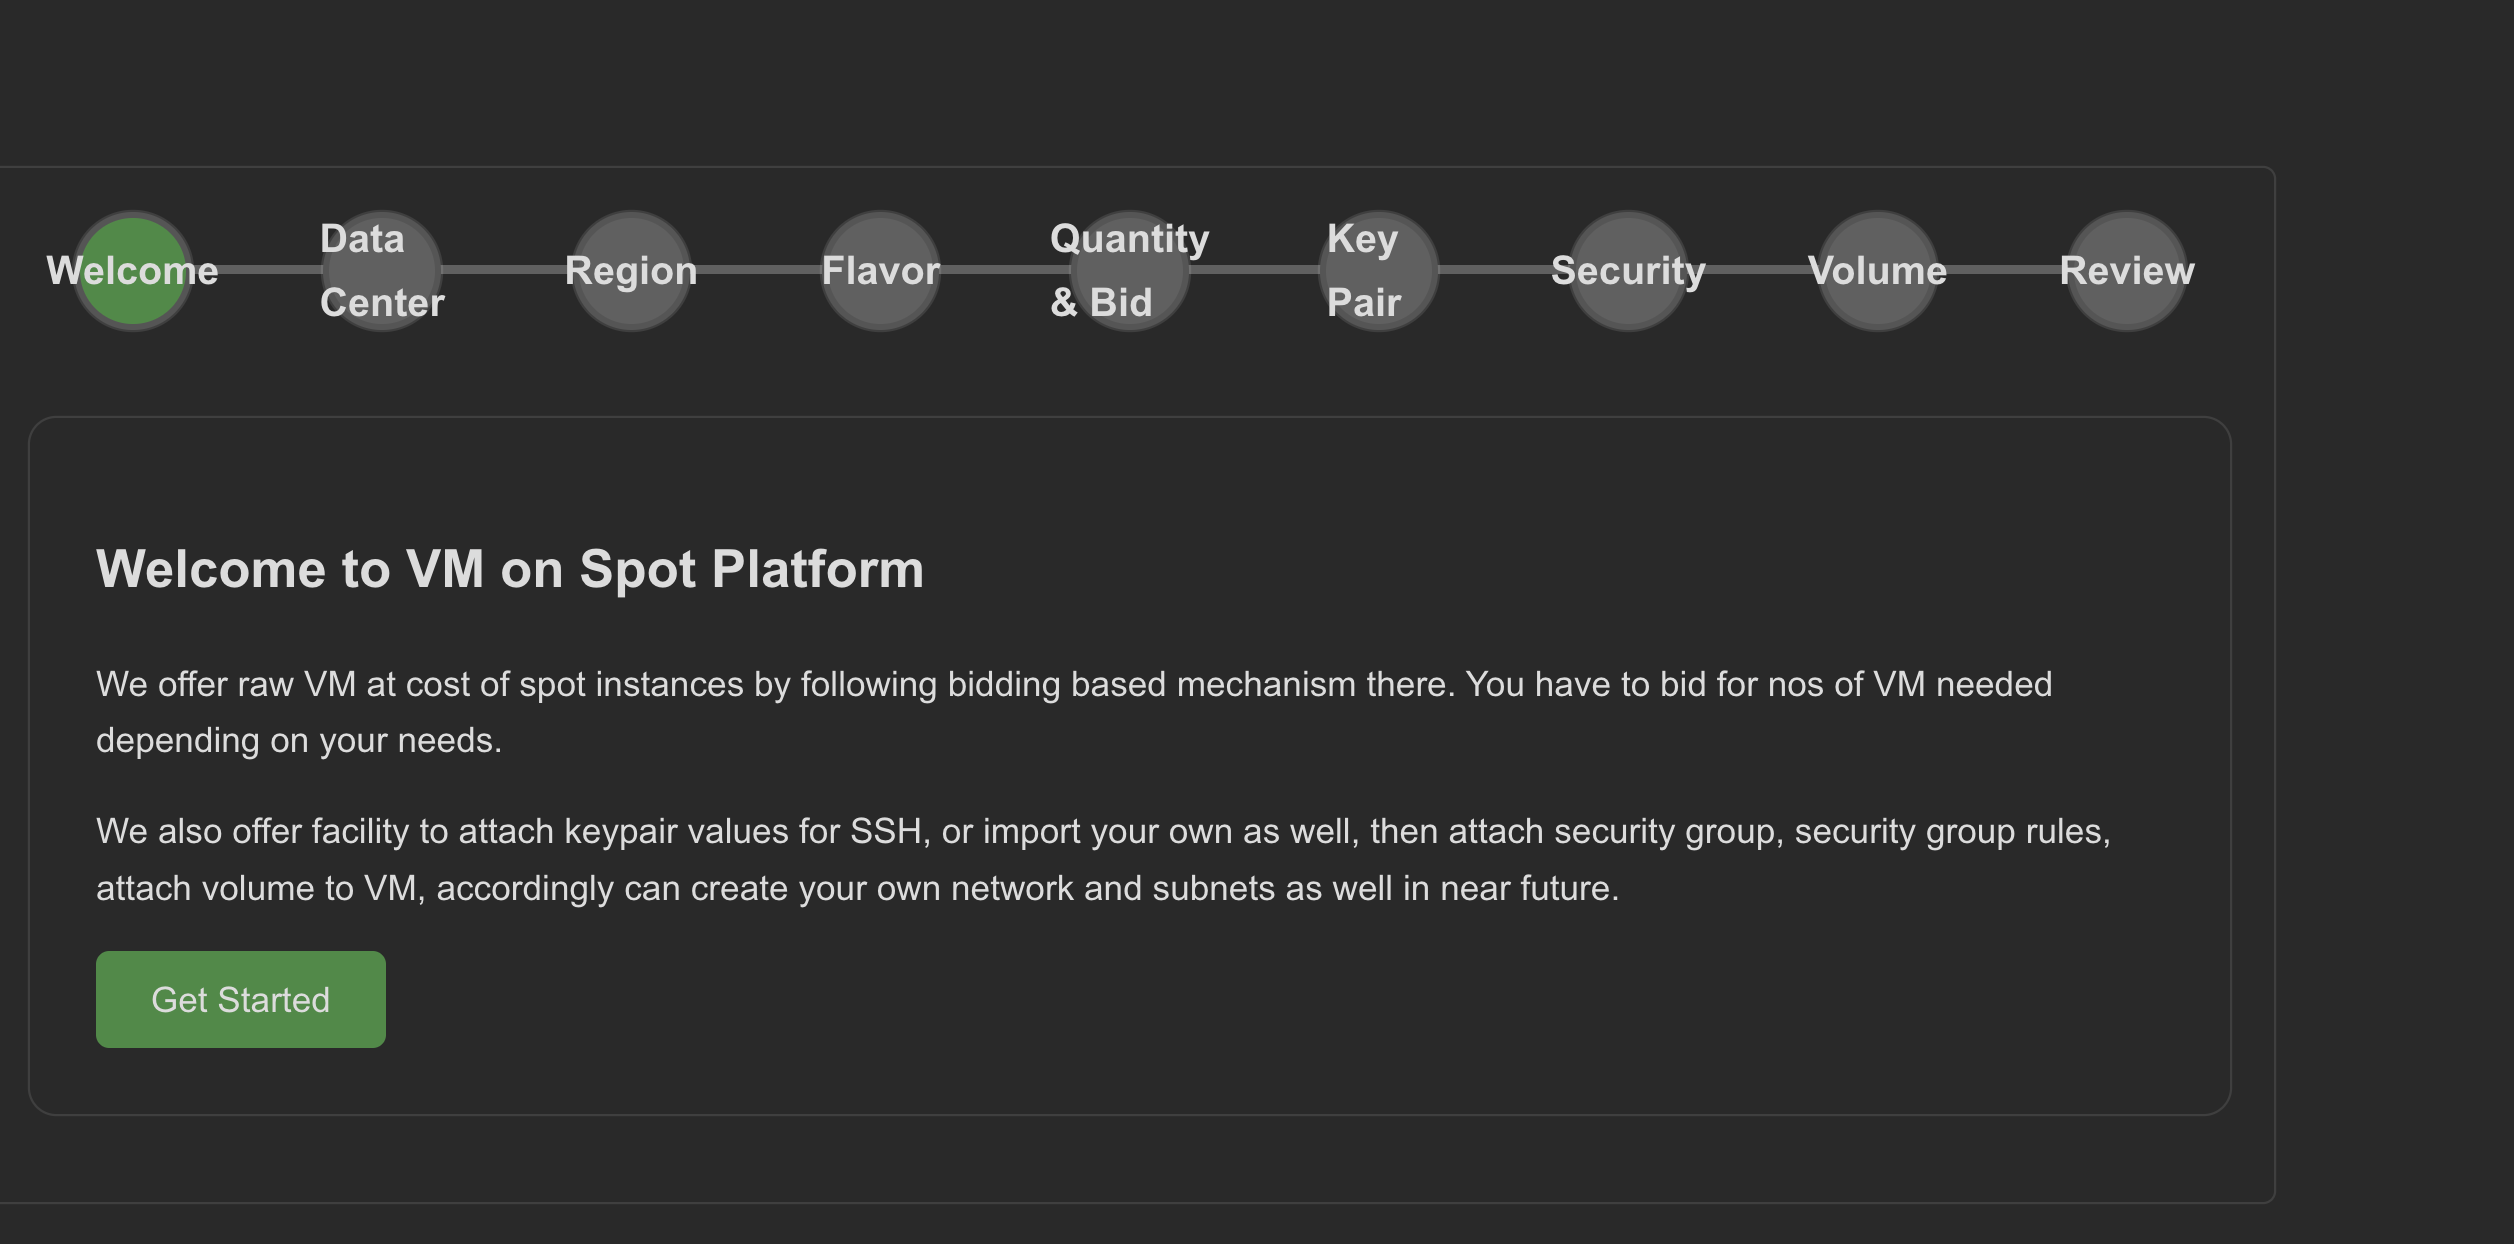 Welcome
Data
Center
Region
Flavor
Quantity
& Bid
Key
Pair
Security
Volume
Review
Welcome to VM on Spot Platform
We offer raw VM at cost of spot instances by following bidding based mechanism there. You have to bid for nos of VM needed
depending on your needs.
We also offer facility to attach keypair values for SSH, or import your own as well, then attach security group, security group rules,
attach volume to VM, accordingly can create your own network and subnets as well in near future.
Get Started